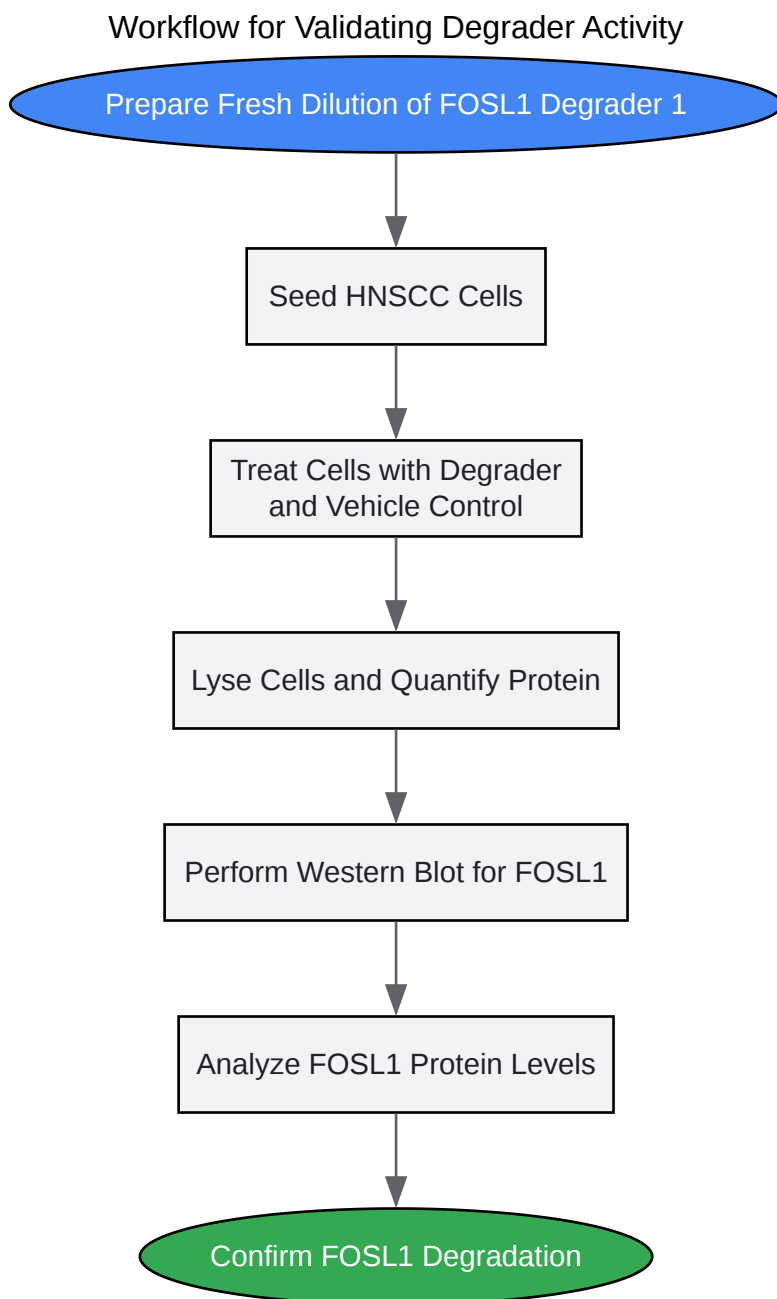 Workflow for Validating Degrader Activity
Prepare Fresh Dilution of FOSL1 Degrader 1
Seed HNSCC Cells
Treat Cells with Degrader
and Vehicle Control
Lyse Cells and Quantify Protein
Perform Western Blot for FOSL1
Analyze FOSL1 Protein Levels
Confirm FOSL1 Degradation